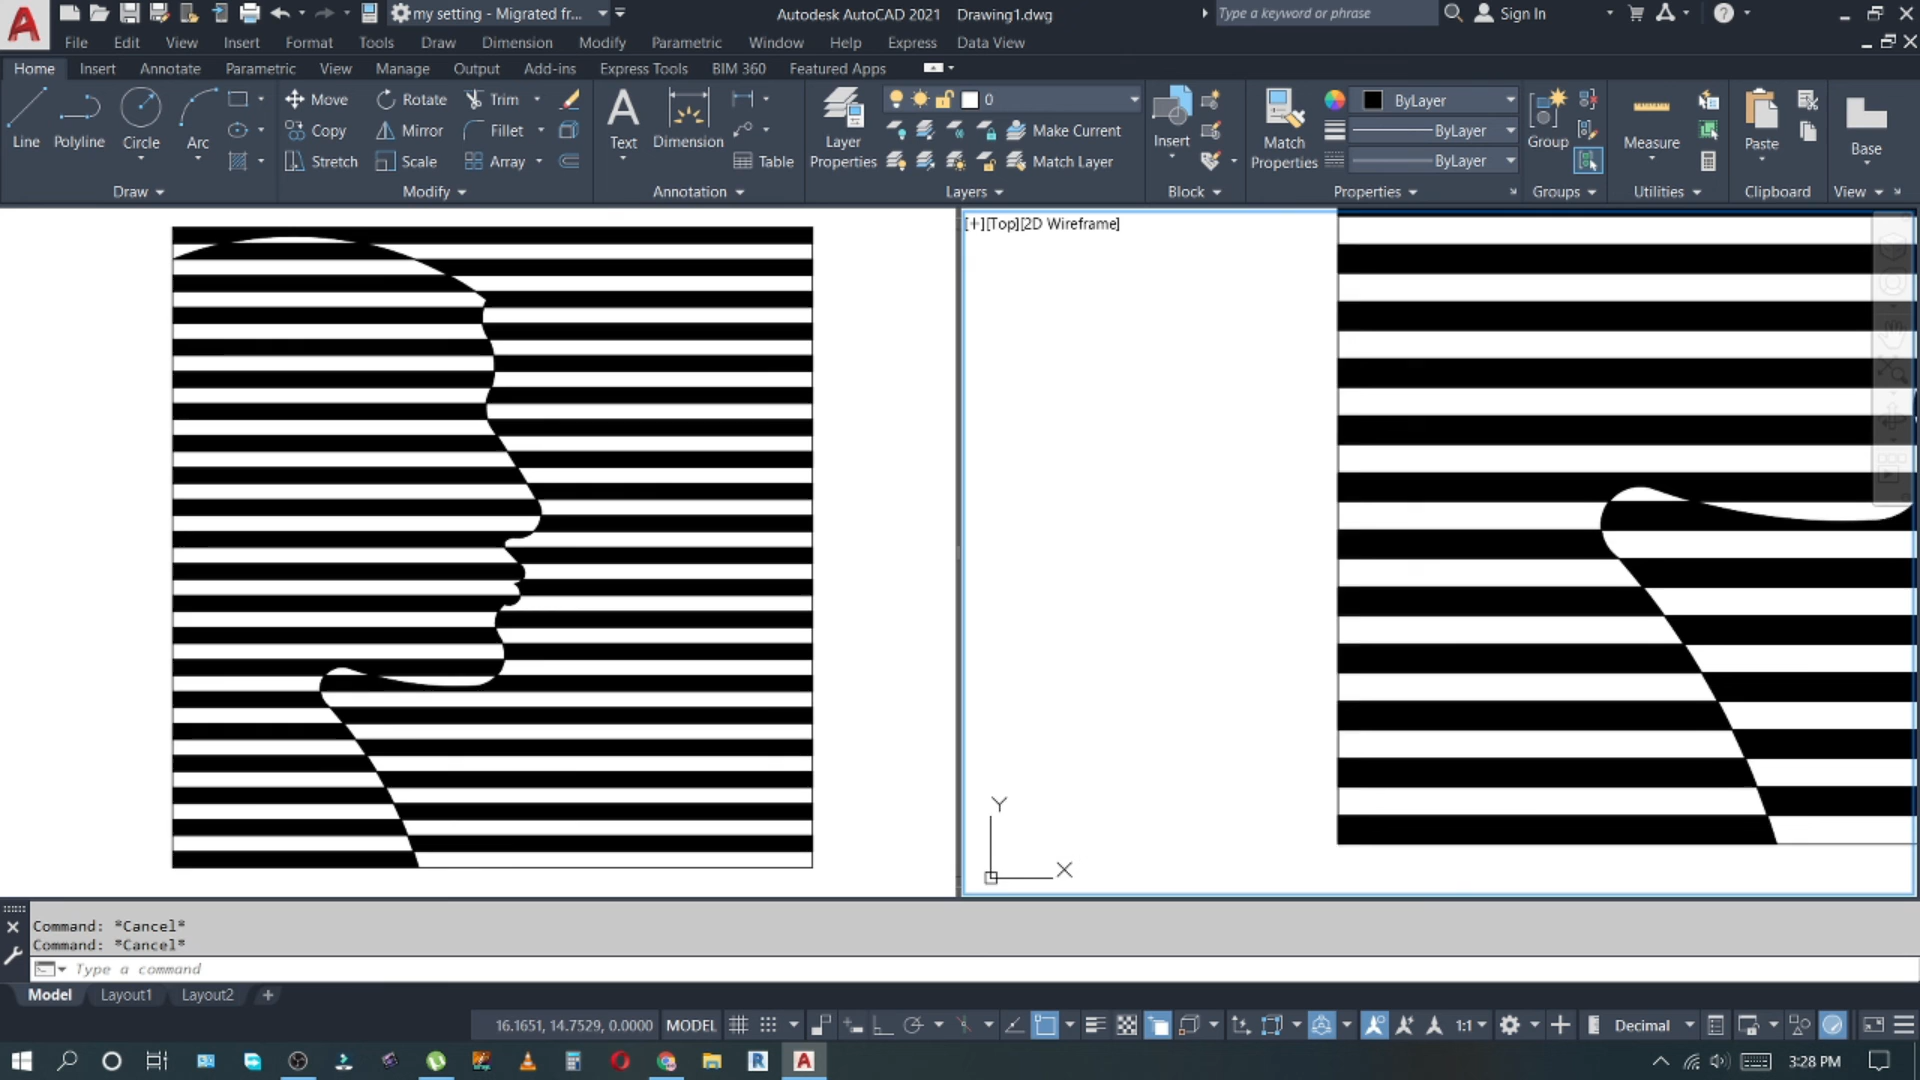 my setting - Migrated fr... Autodesk AutoCAD 2021 Drawing1.dwg Type a keyword or phrase Sign In
File Edit View Insert Format Tools Draw Dimension Modify Parametric Window Help Express Data View
Home Insert Annotate Parametric View Manage Output Add-ins Express Tools BIM 360 Featured Apps
Line Polyline Circle Arc
Move Rotate Trim
Copy Mirror Fillet
Stretch Scale Array
Text Dimension Table
Layer Properties
0
Make Current
Match Layer
Insert
Match Properties
ByLayer
ByLayer
ByLayer
Group
Measure
Paste
Base
Draw Modify Annotation Layers Block Properties Groups Utilities Clipboard View
[+][Top][2D Wireframe]
Y
X
Command: *Cancel*
Command: *Cancel*
Type a command
Model Layout1 Layout2 +
16.1651, 14.7529, 0.0000 MODEL 1:1 Decimal
3:28 PM